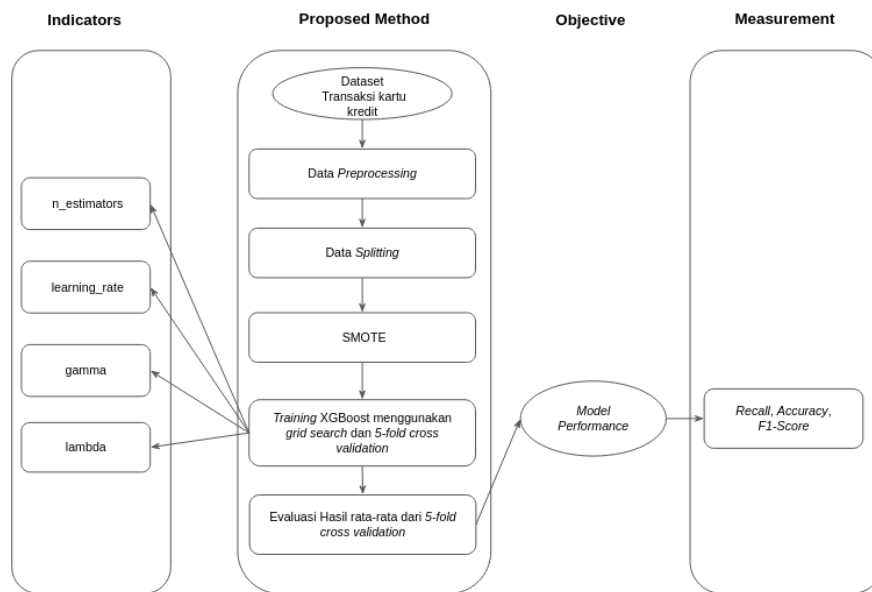 Indicators
Proposed Method
Objective
Measurement
n_estimators
learning_rate
gamma
lambda
Dataset
Transaksi kartu
kredit
Data Preprocessing
Data Splitting
SMOTE
Training XGBoost menggunakan
grid search dan 5-fold cross
validation
Evaluasi Hasil rata-rata dari 5-fold
cross validation
Model
Performance
Recall, Accuracy,
F1-Score